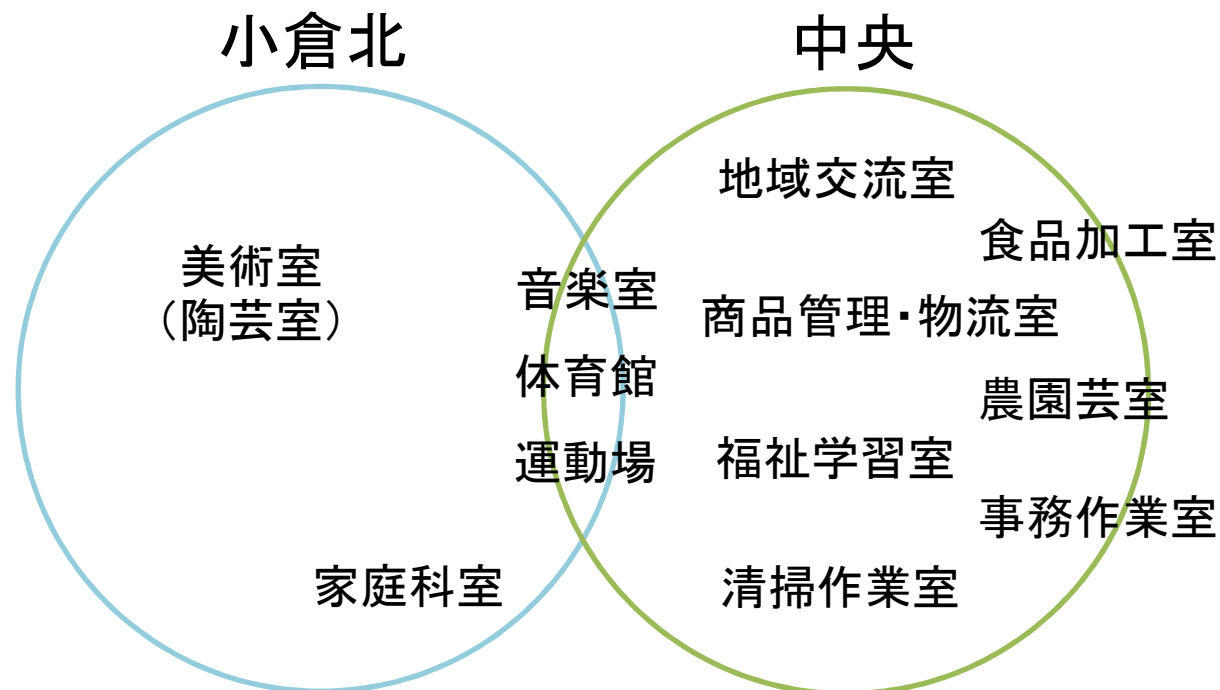 小倉北
中央
美術室
（陶芸室）
家庭科室
音楽室
体育館
運動場
地域交流室
食品加工室
商品管理・物流室
農園芸室
福祉学習室
事務作業室
清掃作業室